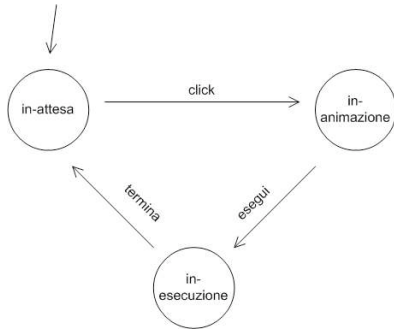 in-attesa
click
in-
animazione
termina
esegui
in-
esecuzione